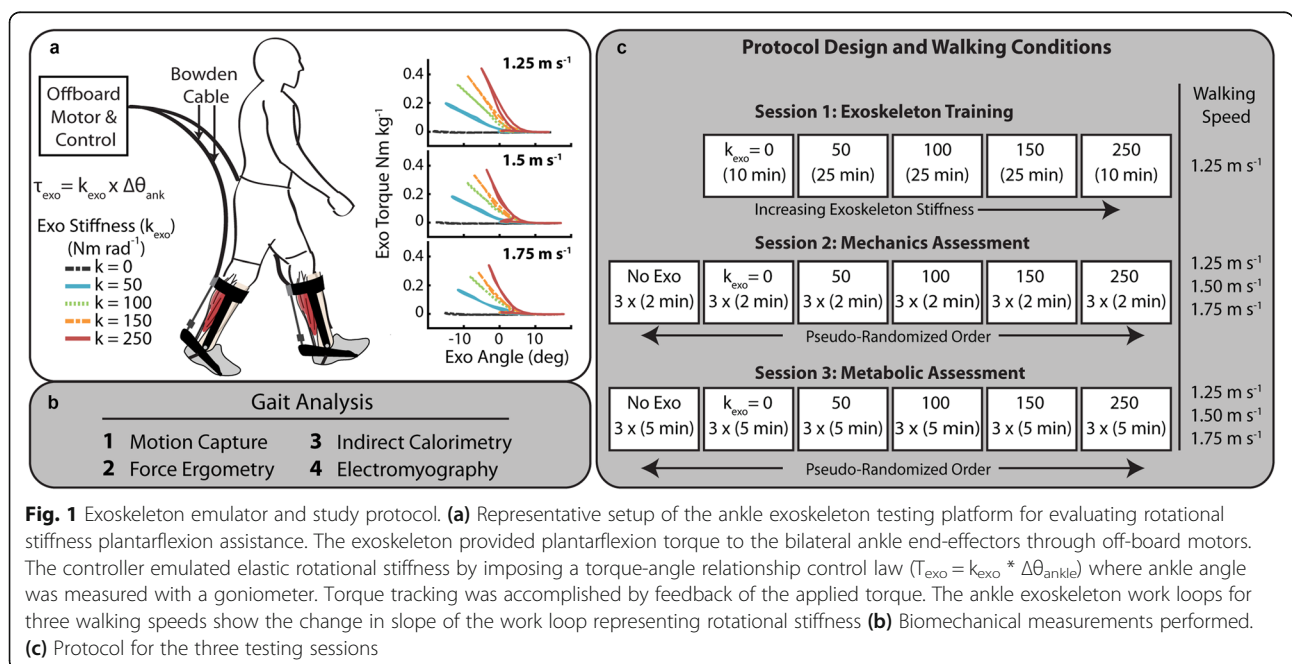 a
Offboard
Motor &
Control
Bowden
Cable
τexo = kexo x Δθank
Exo Stiffness (kexo)
(Nm rad⁻¹)
k = 0
k = 50
k = 100
k = 150
k = 250
Exo Torque Nm kg⁻¹
1.25 m s⁻¹
0.4
0.2
0
1.5 m s⁻¹
0.4
0.2
0
1.75 m s⁻¹
0.4
0.2
0
-10 0 10
Exo Angle (deg)
b
Gait Analysis
1 Motion Capture
2 Force Ergometry
3 Indirect Calorimetry
4 Electromyography
c
Protocol Design and Walking Conditions
Walking
Speed
Session 1: Exoskeleton Training
kexo = 0 50 100 150 250
(10 min) (25 min) (25 min) (25 min) (10 min)
1.25 m s⁻¹
Increasing Exoskeleton Stiffness
Session 2: Mechanics Assessment
No Exo kexo = 0 50 100 150 250
3 x (2 min) 3 x (2 min) 3 x (2 min) 3 x (2 min) 3 x (2 min) 3 x (2 min)
1.25 m s⁻¹
1.50 m s⁻¹
1.75 m s⁻¹
Pseudo-Randomized Order
Session 3: Metabolic Assessment
No Exo kexo = 0 50 100 150 250
3 x (5 min) 3 x (5 min) 3 x (5 min) 3 x (5 min) 3 x (5 min) 3 x (5 min)
1.25 m s⁻¹
1.50 m s⁻¹
1.75 m s⁻¹
Pseudo-Randomized Order
Fig. 1 Exoskeleton emulator and study protocol. (a) Representative setup of the ankle exoskeleton testing platform for evaluating rotational
stiffness plantarflexion assistance. The exoskeleton provided plantarflexion torque to the bilateral ankle end-effectors through off-board motors.
The controller emulated elastic rotational stiffness by imposing a torque-angle relationship control law (Texo = kexo * Δθankle) where ankle angle
was measured with a goniometer. Torque tracking was accomplished by feedback of the applied torque. The ankle exoskeleton work loops for
three walking speeds show the change in slope of the work loop representing rotational stiffness (b) Biomechanical measurements performed.
(c) Protocol for the three testing sessions